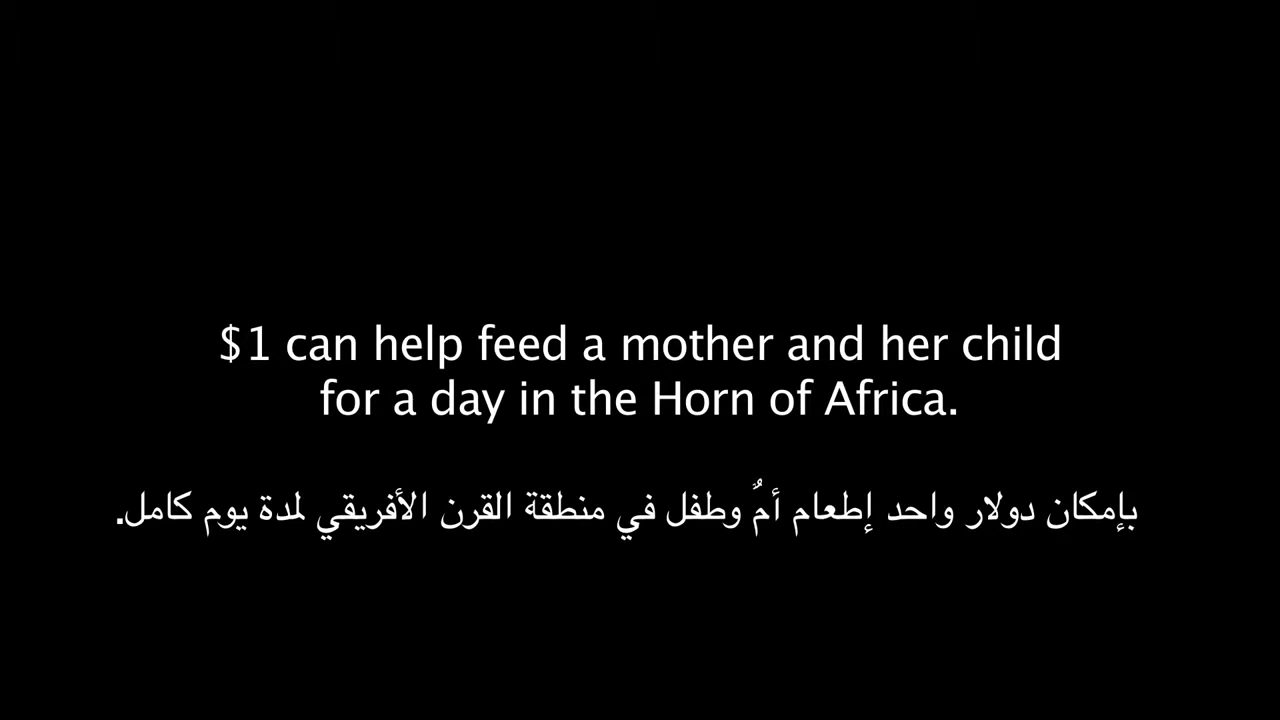 $1 can help feed a mother and her child
for a day in the Horn of Africa.
بإمكان دولار واحد إطعام أمٌ وطفل في منطقة القرن الأفريقي لمدة يوم كامل.